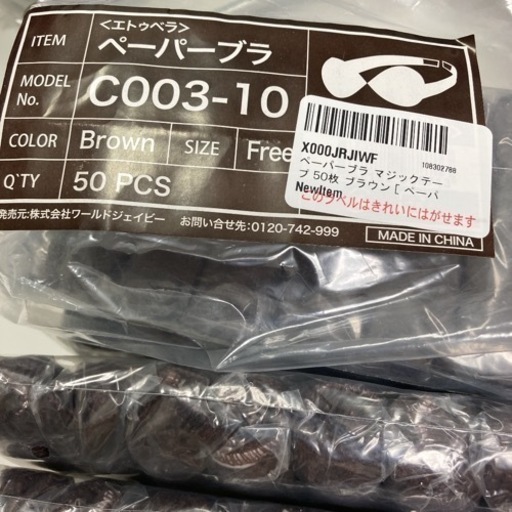 <エトゥベラ>
ITEM ペーパーブラ
MODEL No. C003-10
COLOR Brown SIZE Free
Q'TY 50 PCS
発売元:株式会社ワールドジェイビー お問い合せ先:0120-742-999
MADE IN CHINA
X000JRJIWF
108302788
ペーパーブラ マジックテー
プ 50枚 ブラウン [ ペーパ
NewItem
このラベルはきれいにはがせます